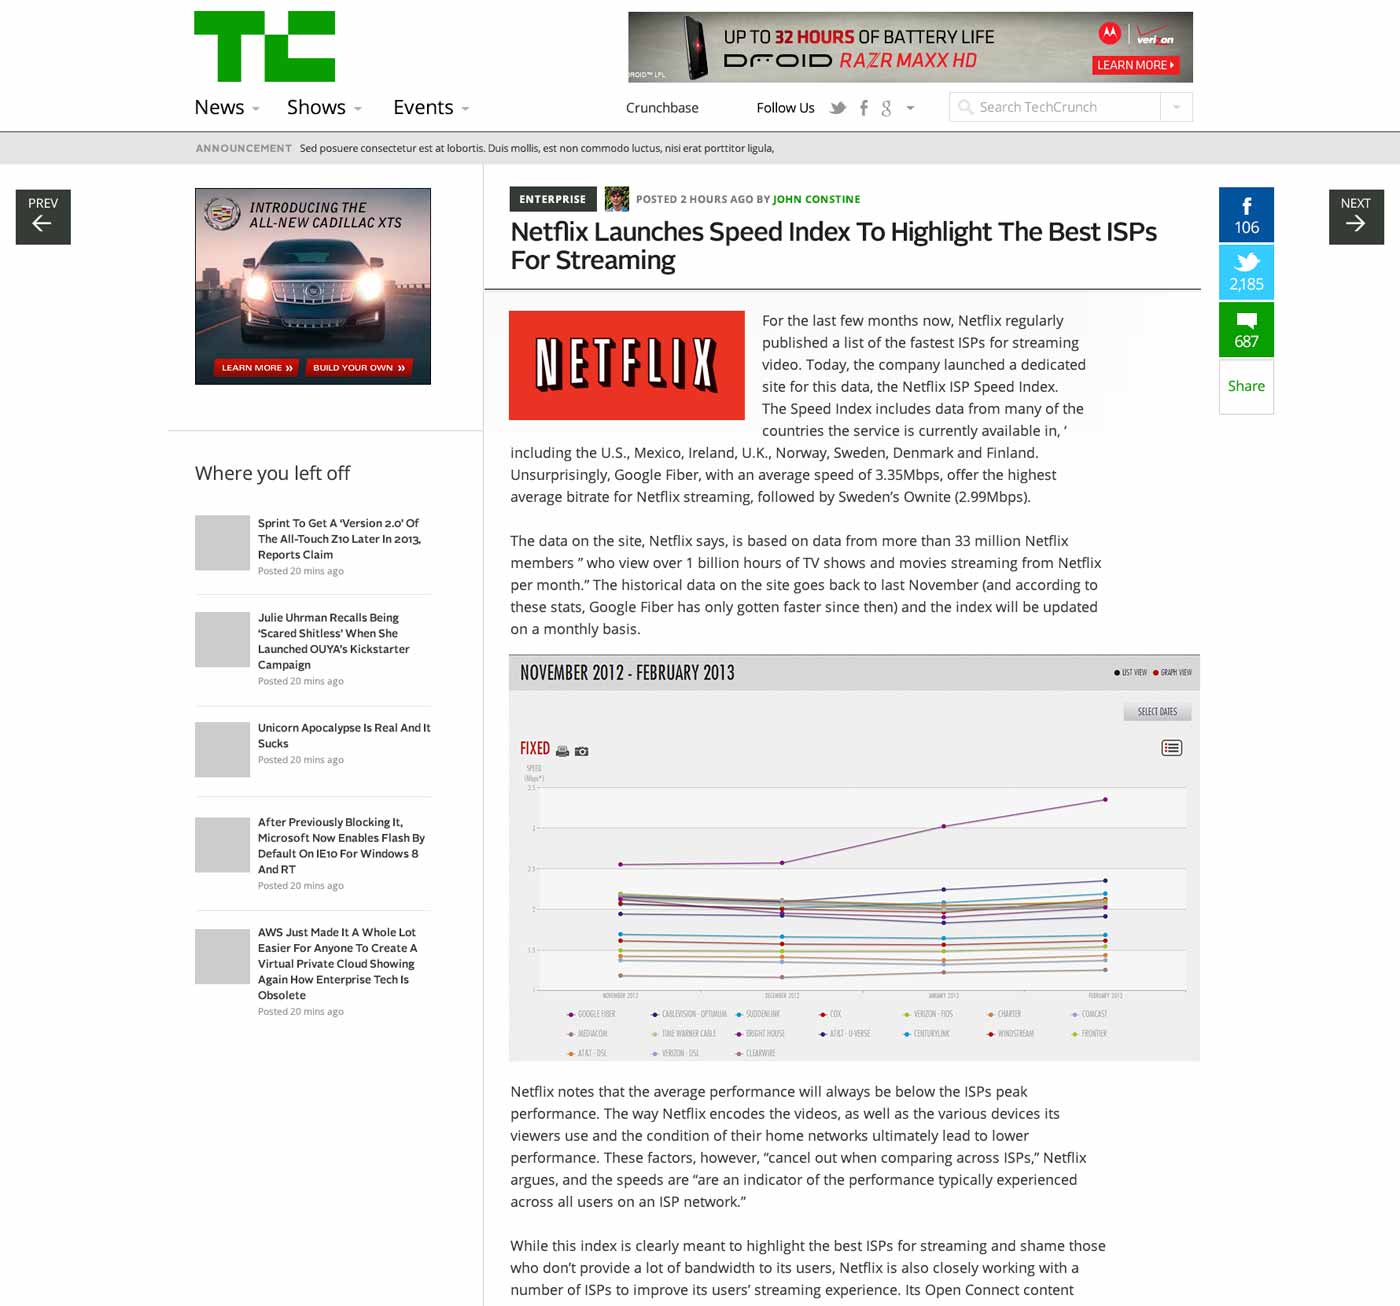 TC
UP TO 32 HOURS OF BATTERY LIFE
DROID RAZR MAXX HD
verizon
LEARN MORE
News
Shows
Events
Crunchbase
Follow Us
Search TechCrunch
ANNOUNCEMENT Sed posuere consectetur est at lobortis. Duis mollis, est non commodo luctus, nisi erat porttitor ligula,
PREV
NEXT
INTRODUCING THE
ALL-NEW CADILLAC XTS
LEARN MORE »
BUILD YOUR OWN »
Where you left off
Sprint To Get A ‘Version 2.0’ Of
The All-Touch Z10 Later In 2013,
Reports Claim
Posted 20 mins ago
Julie Uhrman Recalls Being
‘Scared Shitless’ When She
Launched OUYA’s Kickstarter
Campaign
Posted 20 mins ago
Unicorn Apocalypse Is Real And It
Sucks
Posted 20 mins ago
After Previously Blocking It,
Microsoft Now Enables Flash By
Default On IE10 For Windows 8
And RT
Posted 20 mins ago
AWS Just Made It A Whole Lot
Easier For Anyone To Create A
Virtual Private Cloud Showing
Again How Enterprise Tech Is
Obsolete
Posted 20 mins ago
ENTERPRISE
POSTED 2 HOURS AGO BY JOHN CONSTINE
Netflix Launches Speed Index To Highlight The Best ISPs
For Streaming
106
2,185
687
Share
NETFLIX
For the last few months now, Netflix regularly
published a list of the fastest ISPs for streaming
video. Today, the company launched a dedicated
site for this data, the Netflix ISP Speed Index.
The Speed Index includes data from many of the
countries the service is currently available in, ‘
including the U.S., Mexico, Ireland, U.K., Norway, Sweden, Denmark and Finland.
Unsurprisingly, Google Fiber, with an average speed of 3.35Mbps, offer the highest
average bitrate for Netflix streaming, followed by Sweden’s Ownite (2.99Mbps).
The data on the site, Netflix says, is based on data from more than 33 million Netflix
members ” who view over 1 billion hours of TV shows and movies streaming from Netflix
per month.” The historical data on the site goes back to last November (and according to
these stats, Google Fiber has only gotten faster since then) and the index will be updated
on a monthly basis.
NOVEMBER 2012 - FEBRUARY 2013
LIST VIEW
GRAPH VIEW
SELECT DATES
FIXED
SPEED
(Mbps*)
3.5
3
2.5
2
1.5
1
NOVEMBER 2012
DECEMBER 2012
JANUARY 2013
FEBRUARY 2013
GOOGLE FIBER
CABLEVISION - OPTIMUM
SUDDENLINK
COX
VERIZON - FIOS
CHARTER
COMCAST
MEDIACOM
TIME WARNER CABLE
BRIGHT HOUSE
AT&T - U-VERSE
CENTURYLINK
WINDSTREAM
FRONTIER
AT&T - DSL
VERIZON - DSL
CLEARWIRE
Netflix notes that the average performance will always be below the ISPs peak
performance. The way Netflix encodes the videos, as well as the various devices its
viewers use and the condition of their home networks ultimately lead to lower
performance. These factors, however, “cancel out when comparing across ISPs,” Netflix
argues, and the speeds are “are an indicator of the performance typically experienced
across all users on an ISP network.”
While this index is clearly meant to highlight the best ISPs for streaming and shame those
who don’t provide a lot of bandwidth to its users, Netflix is also closely working with a
number of ISPs to improve its users’ streaming experience. Its Open Connect content